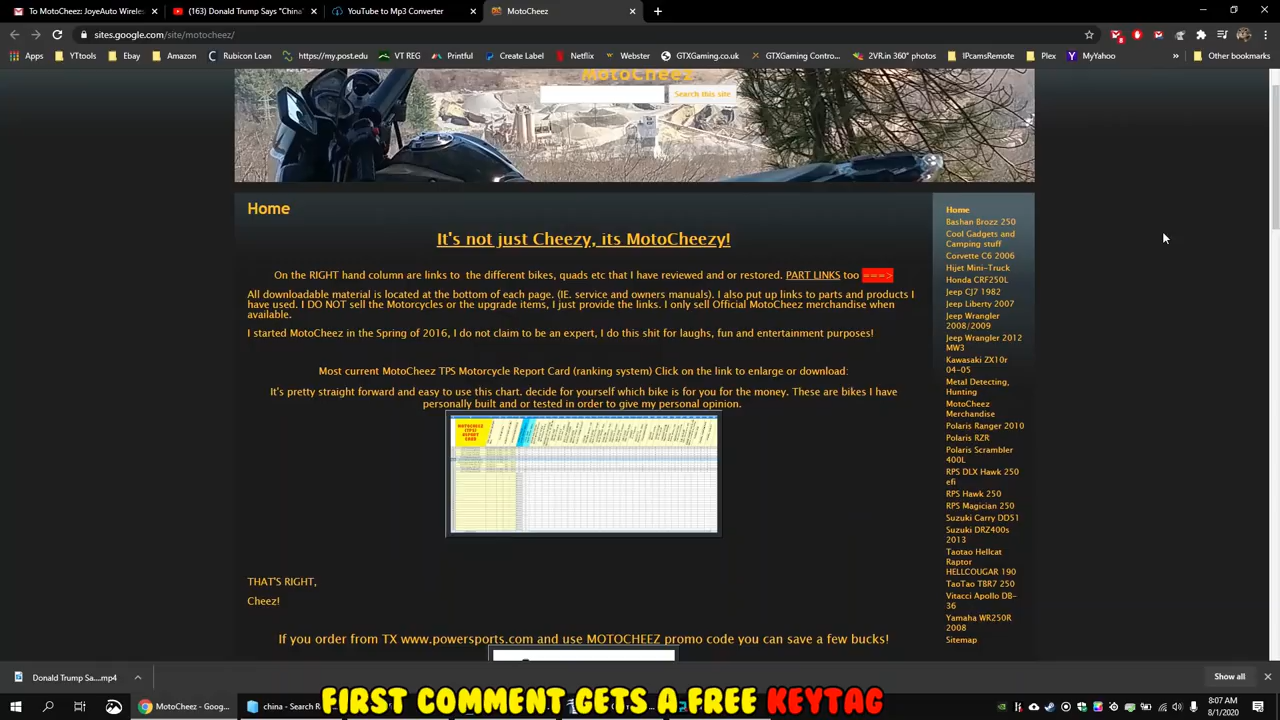 To MotoCheez: JoyeAuto Wireles
(163) Donald Trump Says "China"
JoyeAuto to MP4
MotoCheez
sites.google.com/site/motocheez/
Apps
YTtools
Ebay
Amazon
Rubicon Loan
https://my.post.edu
VT REG
Printful
Create Label
Netflix
Webster
GTXGaming.co.uk
GTXGaming Contro...
2VR.in 360° photos
IPcamsRemote
Plex
MyYahoo
»
Other bookmarks
MotoCheez
Search this site
Home
It's not just Cheezy, its MotoCheezy!
On the RIGHT hand column are links to the different bikes, quads etc that I have reviewed and or restored. PART LINKS too ===>
All downloadable material is located at the bottom of each page. (IE. service and owners manuals). I also put up links to parts and products I
have used. I DO NOT sell the Motorcycles or the upgrade items, I just provide the links. I only sell Official MotoCheez merchandise when
available.
I started MotoCheez in the Spring of 2016, I do not claim to be an expert, I do this shit for laughs, fun and entertainment purposes!
Most current MotoCheez TPS Motorcycle Report Card (ranking system) Click on the link to enlarge or download:
It's pretty straight forward and easy to use this chart. decide for yourself which bike is for you for the money. These are bikes I have
personally built and or tested in order to give my personal opinion.
MOTOCHEEZ
(TPS)
REPORT
CARD
THAT'S RIGHT,
Cheez!
If you order from TX www.powersports.com and use MOTOCHEEZ promo code you can save a few bucks!
Home
Bashan Brozz 250
Cool Gadgets and
Camping stuff
Corvette C6 2006
Hijet Mini-Truck
Honda CRF250L
Jeep CJ7 1982
Jeep Liberty 2007
Jeep Wrangler
2008/2009
Jeep Wrangler 2012
MW3
Kawasaki ZX10r
04-05
Metal Detecting,
Hunting
MotoCheez
Merchandise
Polaris Ranger 2010
Polaris RZR
Polaris Scrambler
400L
RPS DLX Hawk 250
efi
RPS Hawk 250
RPS Magician 250
Suzuki Carry DD51
Suzuki DRZ400s
2013
Taotao Hellcat
Raptor
HELLCOUGAR 190
TaoTao TBR7 250
Vitacci Apollo DB-
36
Yamaha WR250R
2008
Sitemap
Donald Trump Sa....mp4
Show all
MotoCheez - Goog...
china - Search R
FIRST COMMENT GETS A FREE KEYTAG
8:07 AM
8/1/2020